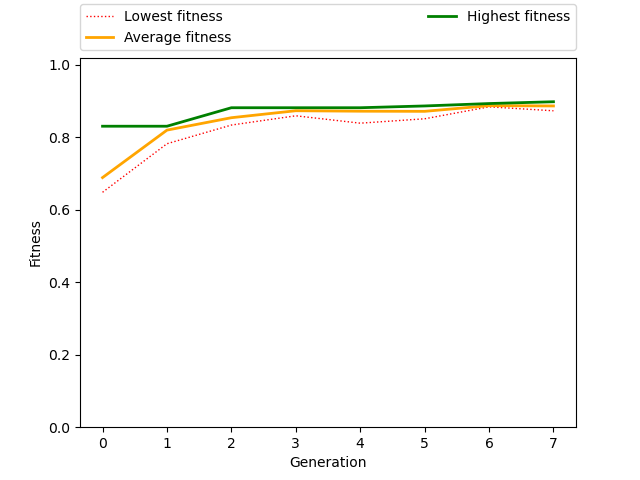 Lowest fitness
Average fitness
Highest fitness
1.0
0.8
0.6
0.4
0.2
0.0
Fitness
0 1 2 3 4 5 6 7
Generation